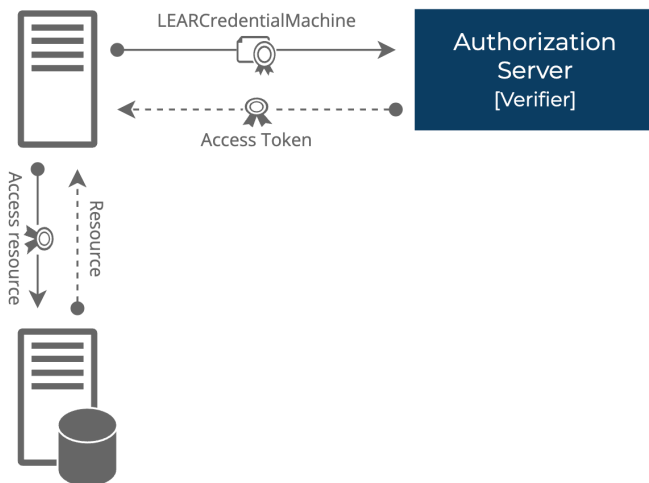 LEARCredentialMachine
Authorization
Server
[Verifier]
Access Token
Access resource
Resource